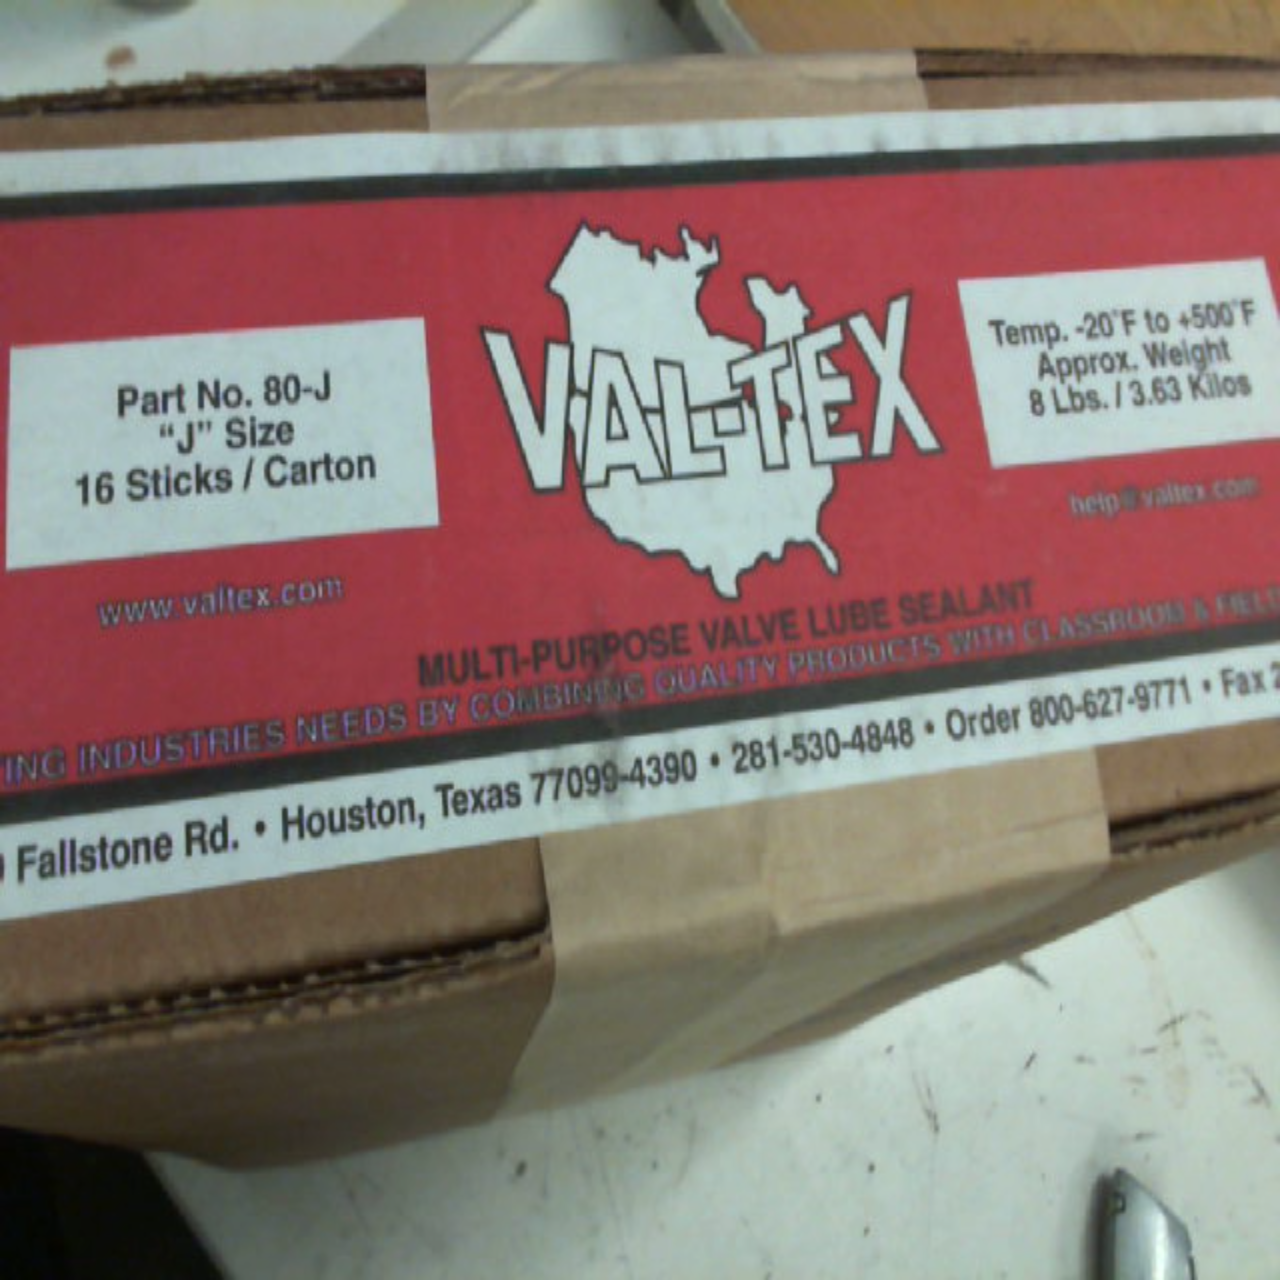 VAL-TEX
Part No. 80-J
"J" Size
16 Sticks / Carton
www.valtex.com
Temp. -20°F to +500°F
Approx. Weight
8 Lbs. / 3.63 Kilos
help@valtex.com
MULTI-PURPOSE VALVE LUBE SEALANT
ING INDUSTRIES NEEDS BY COMBINING QUALITY PRODUCTS WITH CLASSROOM & FIELD
Fallstone Rd. • Houston, Texas 77099-4390 • 281-530-4848 • Order 800-627-9771 • Fax 2